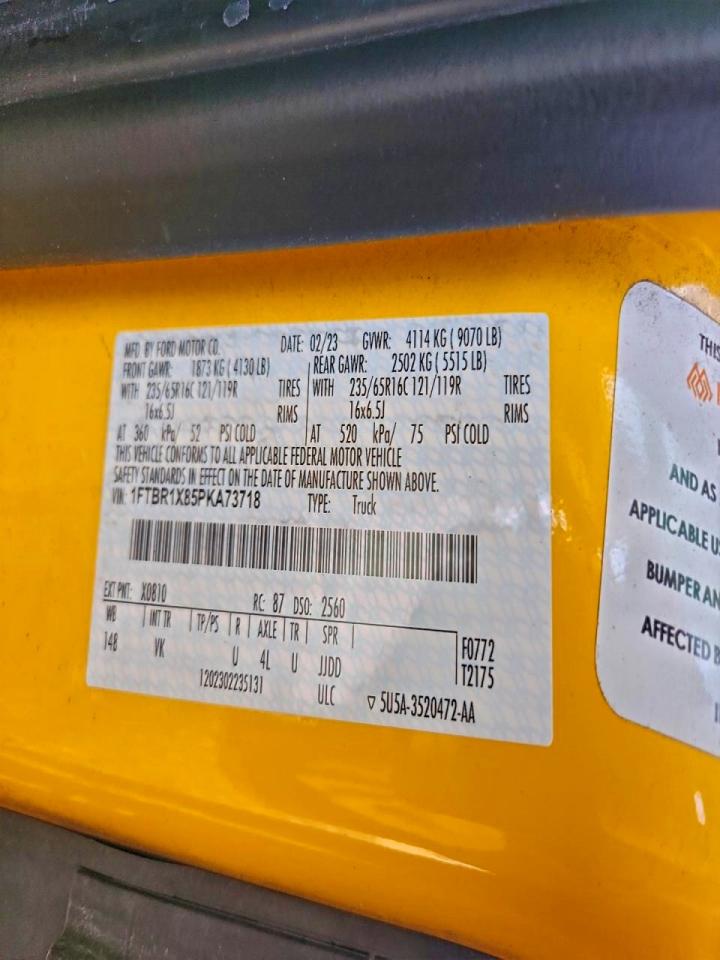 MFD BY FORD MOTOR CO. DATE: 02/23 GVWR: 4114 KG ( 9070 LB)
FRONT GAWR: 1873 KG ( 4130 LB) REAR GAWR: 2502 KG ( 5515 LB)
WITH 235/65R16C 121/119R TIRES WITH 235/65R16C 121/119R TIRES
16x6.5J RIMS 16x6.5J RIMS
AT 360 kPa/ 52 PSI COLD AT 520 kPa/ 75 PSI COLD
THIS VEHICLE CONFORMS TO ALL APPLICABLE FEDERAL MOTOR VEHICLE
SAFETY STANDARDS IN EFFECT ON THE DATE OF MANUFACTURE SHOWN ABOVE.
VIN: 1FTBR1X85PKA73718 TYPE: Truck
EXT PNT: X0810 RC: 87 DSO: 2560
WB INT TR TP/PS R AXLE TR SPR F0772
148 VK U 4L U JJDD T2175
1202302235131 ULC 5U5A-3520472-AA
THIS
AND AS
APPLICABLE U
BUMPER AN
AFFECTED B